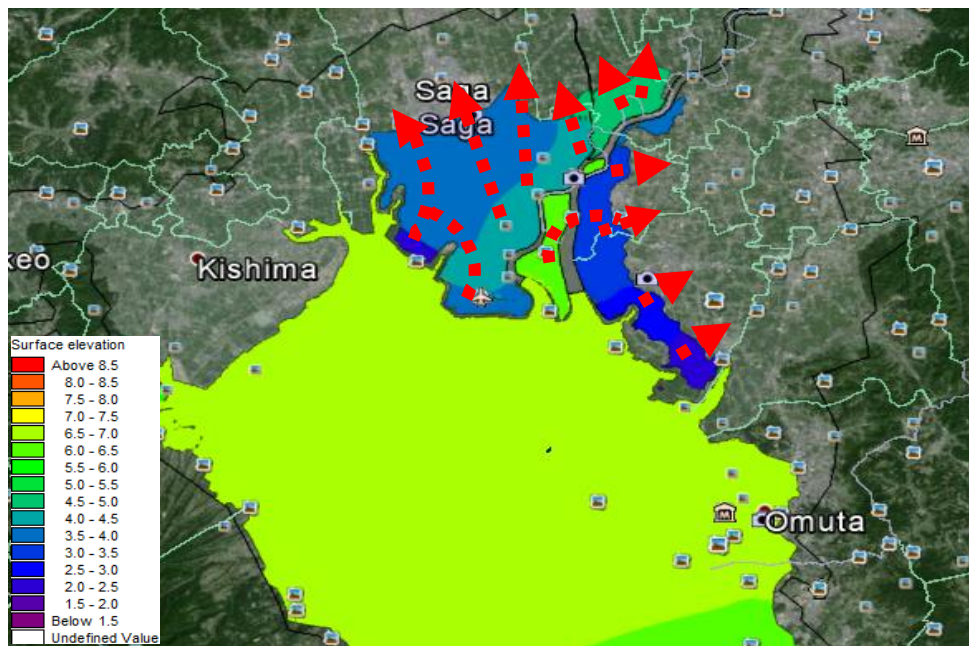 Saga
Saga
keo
Kishima
Omuta
Surface elevation
Above 8.5
8.0 - 8.5
7.5 - 8.0
7.0 - 7.5
6.5 - 7.0
6.0 - 6.5
5.5 - 6.0
5.0 - 5.5
4.5 - 5.0
4.0 - 4.5
3.5 - 4.0
3.0 - 3.5
2.5 - 3.0
2.0 - 2.5
1.5 - 2.0
Below 1.5
Undefined Value